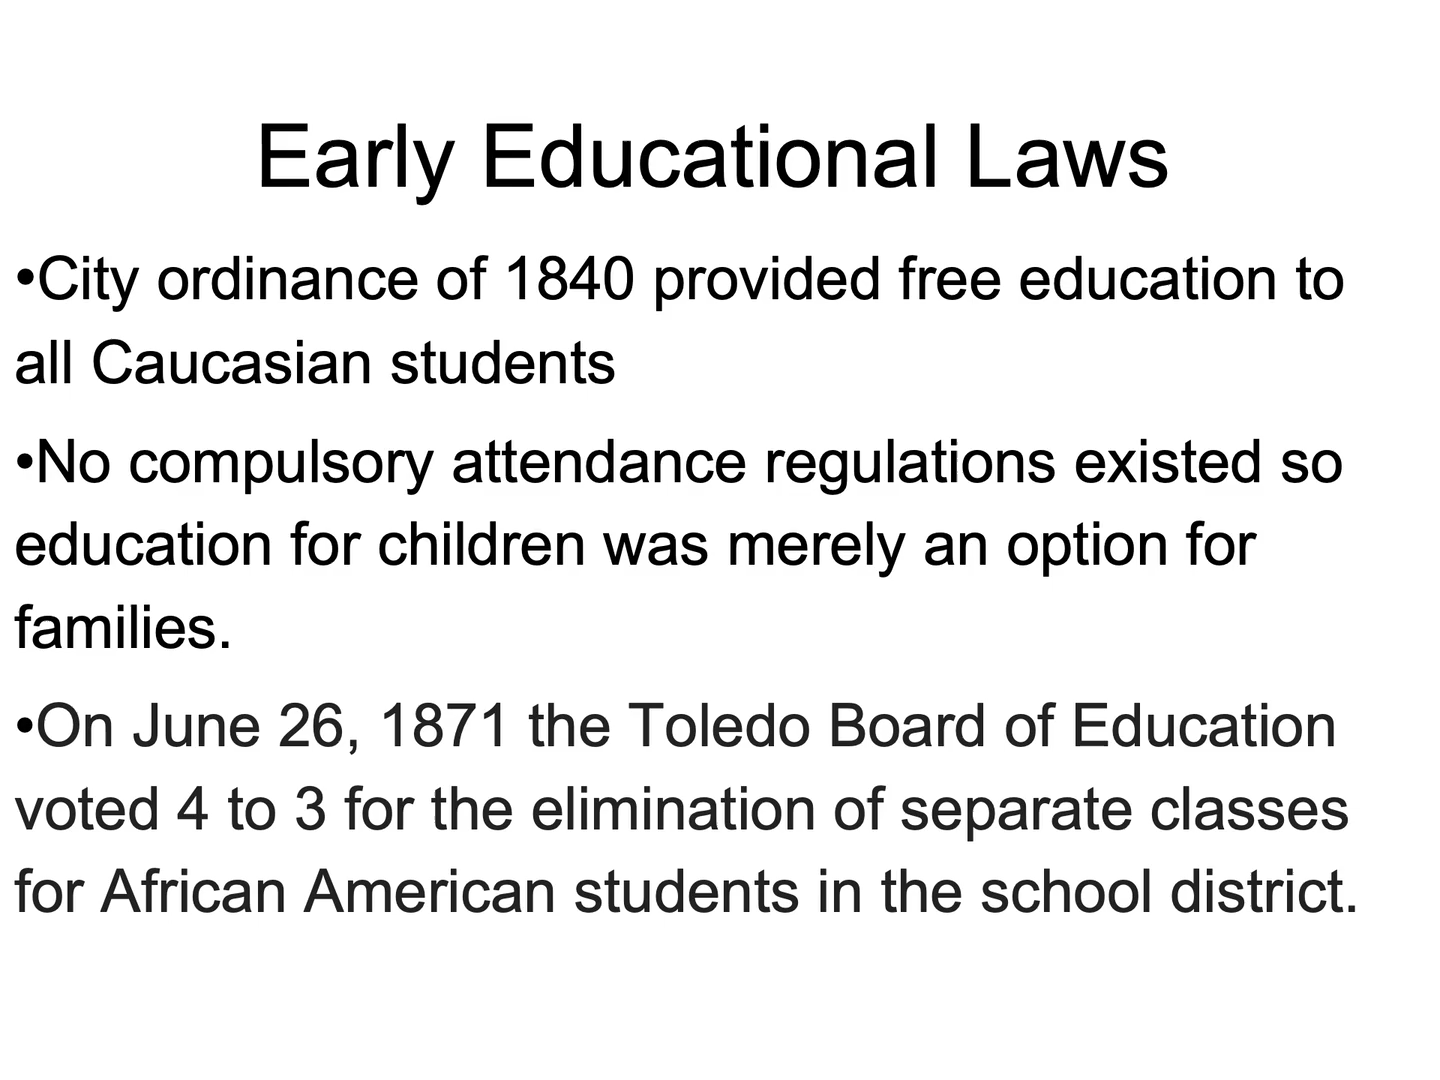 Early Educational Laws
•City ordinance of 1840 provided free education to
all Caucasian students
•No compulsory attendance regulations existed so
education for children was merely an option for
families.
•On June 26, 1871 the Toledo Board of Education
voted 4 to 3 for the elimination of separate classes
for African American students in the school district.